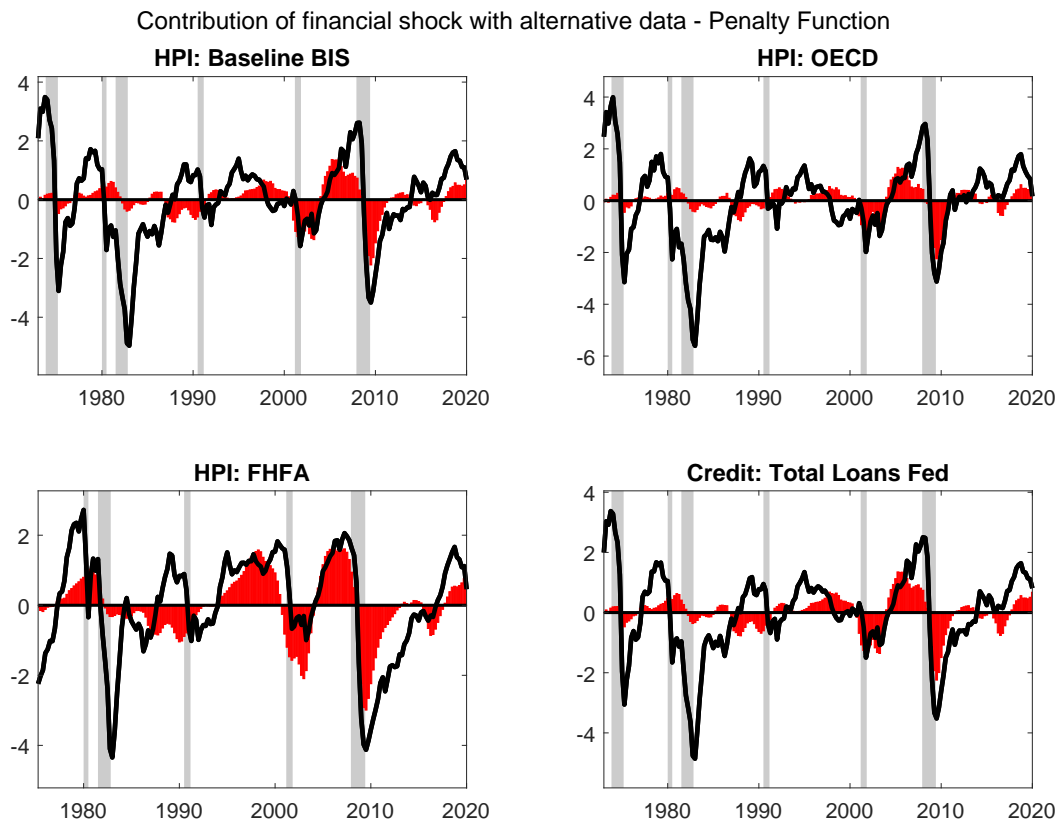 Contribution of financial shock with alternative data - Penalty Function
HPI: Baseline BIS
4
2
0
-2
-4
1980 1990 2000 2010 2020
HPI: OECD
4
2
0
-2
-4
-6
1980 1990 2000 2010 2020
HPI: FHFA
2
0
-2
-4
1980 1990 2000 2010 2020
Credit: Total Loans Fed
4
2
0
-2
-4
1980 1990 2000 2010 2020